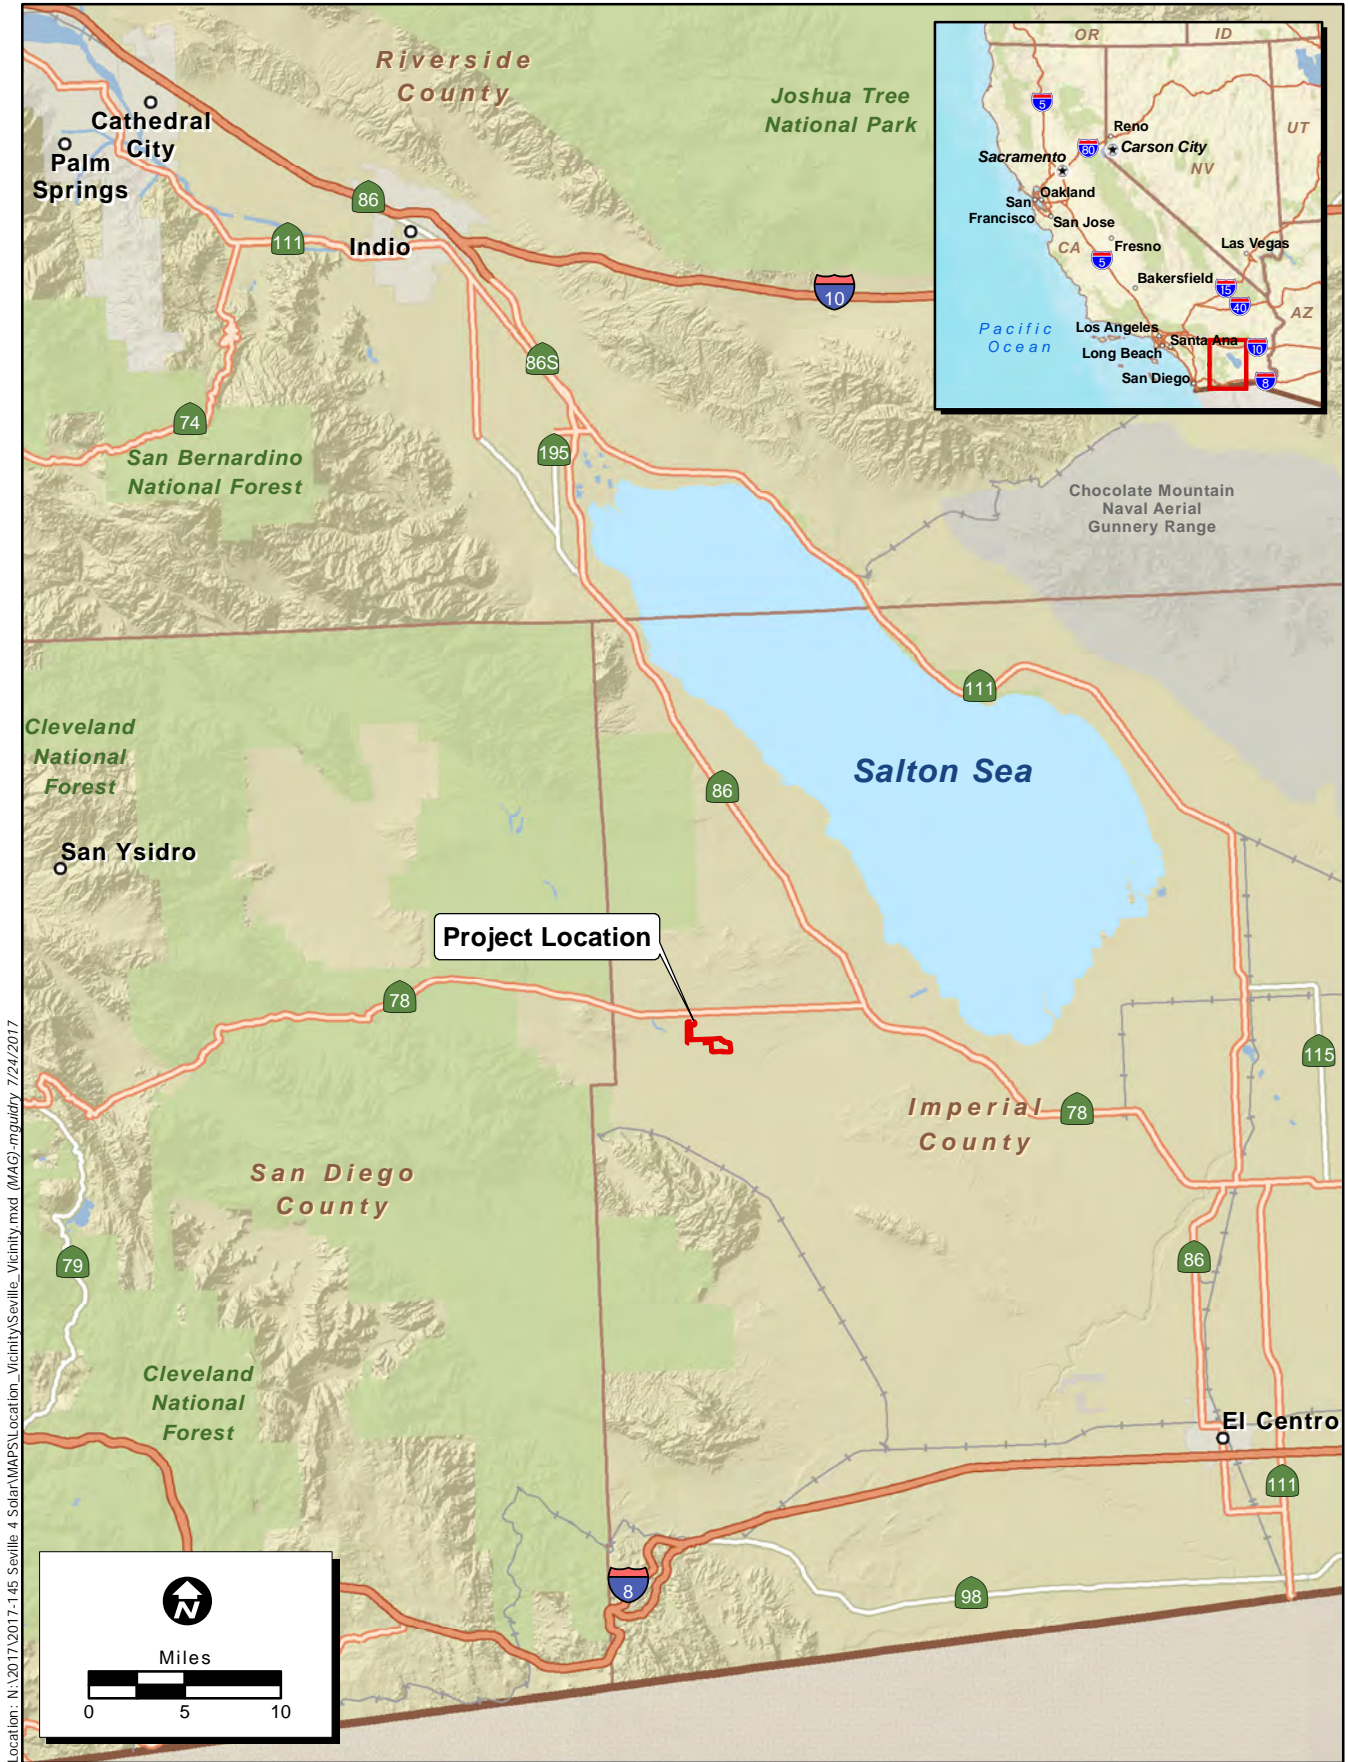 Riverside
County
Joshua Tree
National Park
Cathedral
City
Palm
Springs
86
111
Indio
10
86S
74
195
San Bernardino
National Forest
Chocolate Mountain
Naval Aerial
Gunnery Range
OR
ID
5
Reno
UT
80
Carson City
Sacramento
NV
Oakland
San
Francisco
San Jose
CA
Fresno
Las Vegas
5
Bakersfield
15
40
AZ
Pacific
Ocean
Los Angeles
Santa Ana
10
Long Beach
San Diego
8
111
Cleveland
National
Forest
Salton Sea
86
San Ysidro
Project Location
78
115
Imperial
County
78
San Diego
County
79
86
Cleveland
National
Forest
El Centro
111
8
98
N
Miles
0 5 10
Location: N:\2017\2017-145 Seville 4 Solar\MAPS\Location_Vicinity\Seville_Vicinity.mxd (MAG)-mguidry 7/24/2017